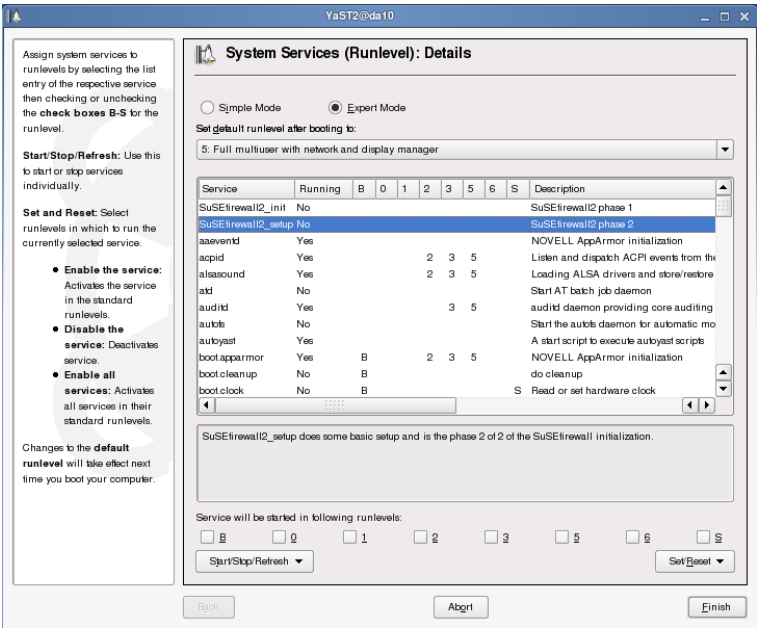 YaST2@da10
Assign system services to
runlevels by selecting the list
entry of the respective service
then checking or unchecking
the check boxes B-S for the
runlevel.
Start/Stop/Refresh: Use this
to start or stop services
individually.
Set and Reset: Select
runlevels in which to run the
currently selected service.
Enable the service:
Activates the service
in the standard
runlevels.
Disable the
service: Deactivates
service.
Enable all
services: Activates
all services in their
standard runlevels.
Changes to the default
runlevel will take effect next
time you boot your computer.
System Services (Runlevel): Details
Simple Mode Expert Mode
Set default runlevel after booting to:
5: Full multiuser with network and display manager
Service Running B 0 1 2 3 5 6 S Description
SuSEfirewall2_init No SuSEfirewall2 phase 1
SuSEfirewall2_setup No SuSEfirewall2 phase 2
aaeventd Yes NOVELL AppArmor initialization
acpid Yes 2 3 5 Listen and dispatch ACPI events from the
alsasound Yes 2 3 5 Loading ALSA drivers and store/restore
atd No Start AT batch job daemon
auditd Yes 3 5 auditd daemon providing core auditing
autofs No Start the autofs daemon for automatic mo
autoyast Yes A start script to execute autoyast scripts
boot.apparmor Yes B 2 3 5 NOVELL AppArmor initialization
boot.cleanup No B do cleanup
boot.clock No B S Read or set hardware clock
SuSEfirewall2_setup does some basic setup and is the phase 2 of 2 of the SuSEfirewall initialization.
Service will be started in following runlevels:
B 0 1 2 3 5 6 S
Start/Stop/Refresh Set/Reset
Back Abort Finish